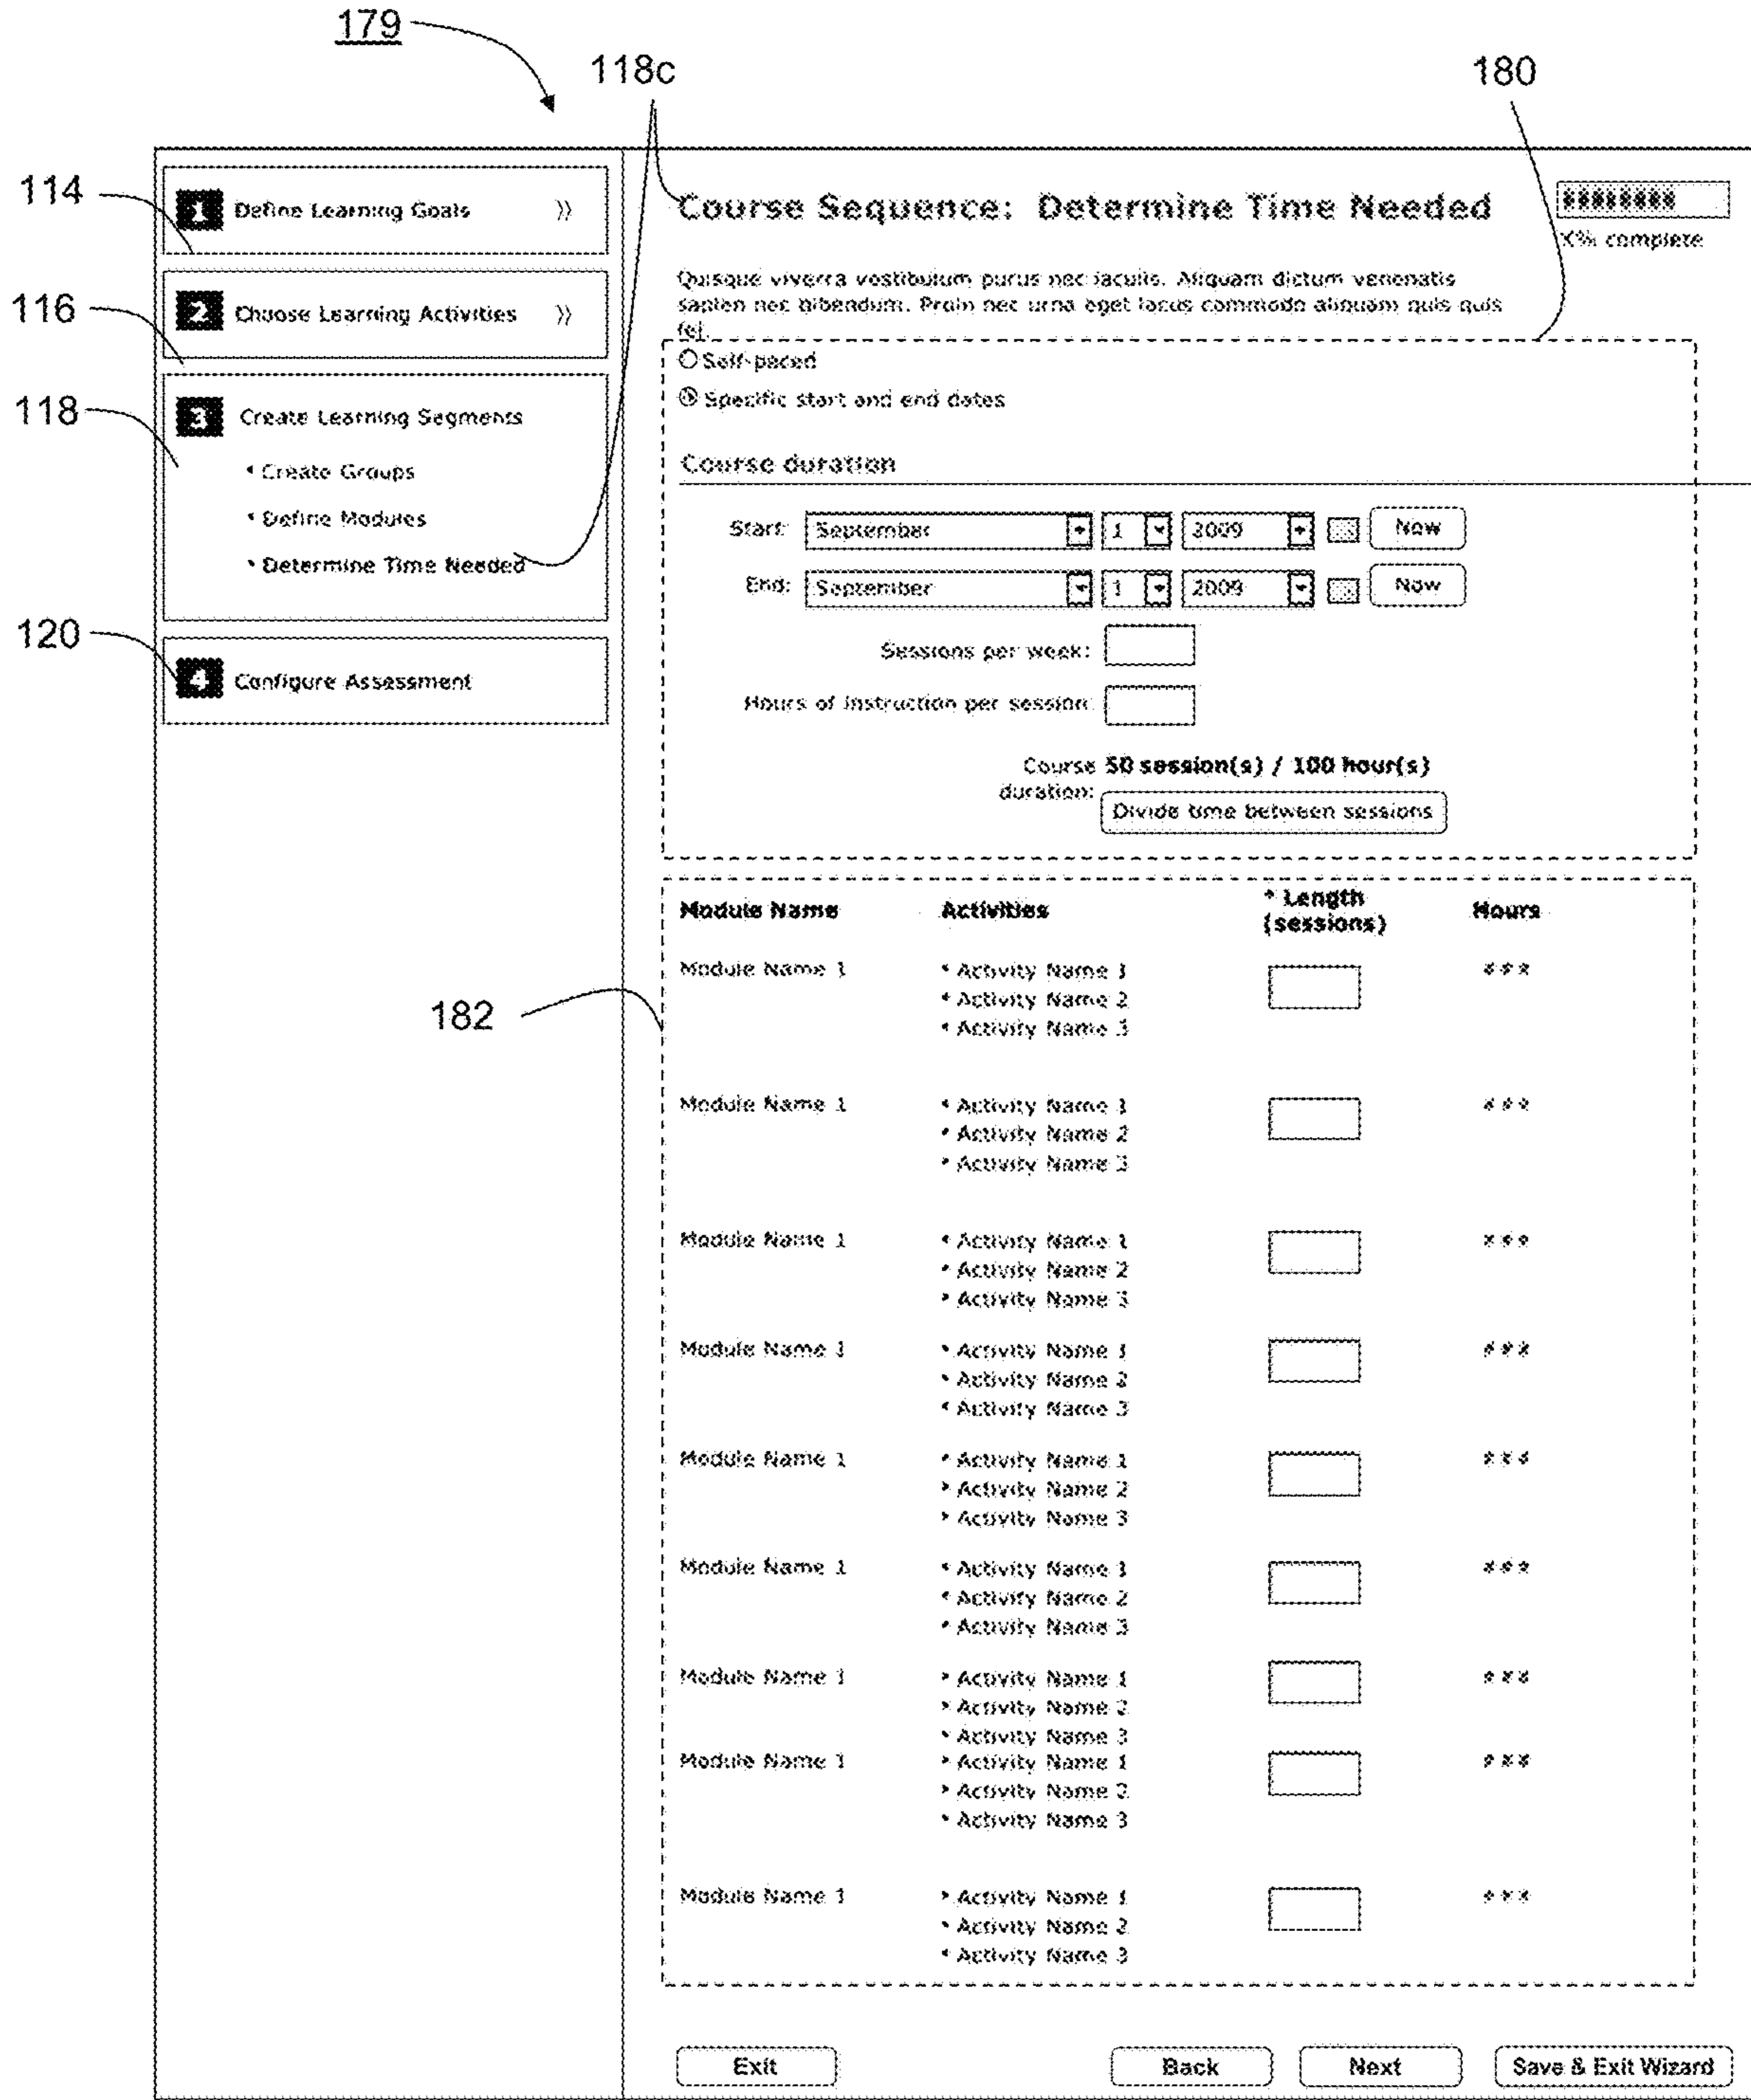 179
118c
180
114
116
118
120
182
1 Define Learning Goals »
2 Choose Learning Activities »
3 Create Learning Segments
• Create Groups
• Define Modules
• Determine Time Needed
4 Configure Assessment
Course Sequence: Determine Time Needed
X% complete
Quisque viverra vestibulum purus nec iaculis. Aliquam dictum venenatis
sapien nec bibendum. Proin nec urna eget lacus commodo aliquam quis quis
fel.
Self-paced
Specific start and end dates
Course duration
Start: September 1 2009 Now
End: September 1 2009 Now
Sessions per week:
Hours of instruction per session:
Course 50 session(s) / 100 hour(s)
duration:
Divide time between sessions
Module Name Activities * Length Hours
(sessions)
Module Name 1 • Activity Name 1
• Activity Name 2
• Activity Name 3
Module Name 1 • Activity Name 1
• Activity Name 2
• Activity Name 3
Module Name 1 • Activity Name 1
• Activity Name 2
• Activity Name 3
Module Name 1 • Activity Name 1
• Activity Name 2
• Activity Name 3
Module Name 1 • Activity Name 1
• Activity Name 2
• Activity Name 3
Module Name 1 • Activity Name 1
• Activity Name 2
• Activity Name 3
Module Name 1 • Activity Name 1
• Activity Name 2
• Activity Name 3
Module Name 1 • Activity Name 1
• Activity Name 2
• Activity Name 3
Module Name 1 • Activity Name 1
• Activity Name 2
• Activity Name 3
Exit Back Next Save & Exit Wizard